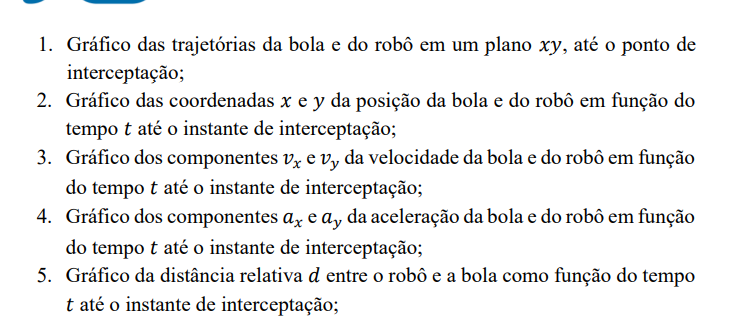 1. Gráfico das trajetórias da bola e do robô em um plano xy, até o ponto de
interceptação;
2. Gráfico das coordenadas x e y da posição da bola e do robô em função do
tempo t até o instante de interceptação;
3. Gráfico dos componentes vₓ e v_y da velocidade da bola e do robô em função
do tempo t até o instante de interceptação;
4. Gráfico dos componentes aₓ e a_y da aceleração da bola e do robô em função
do tempo t até o instante de interceptação;
5. Gráfico da distância relativa d entre o robô e a bola como função do tempo
t até o instante de interceptação;